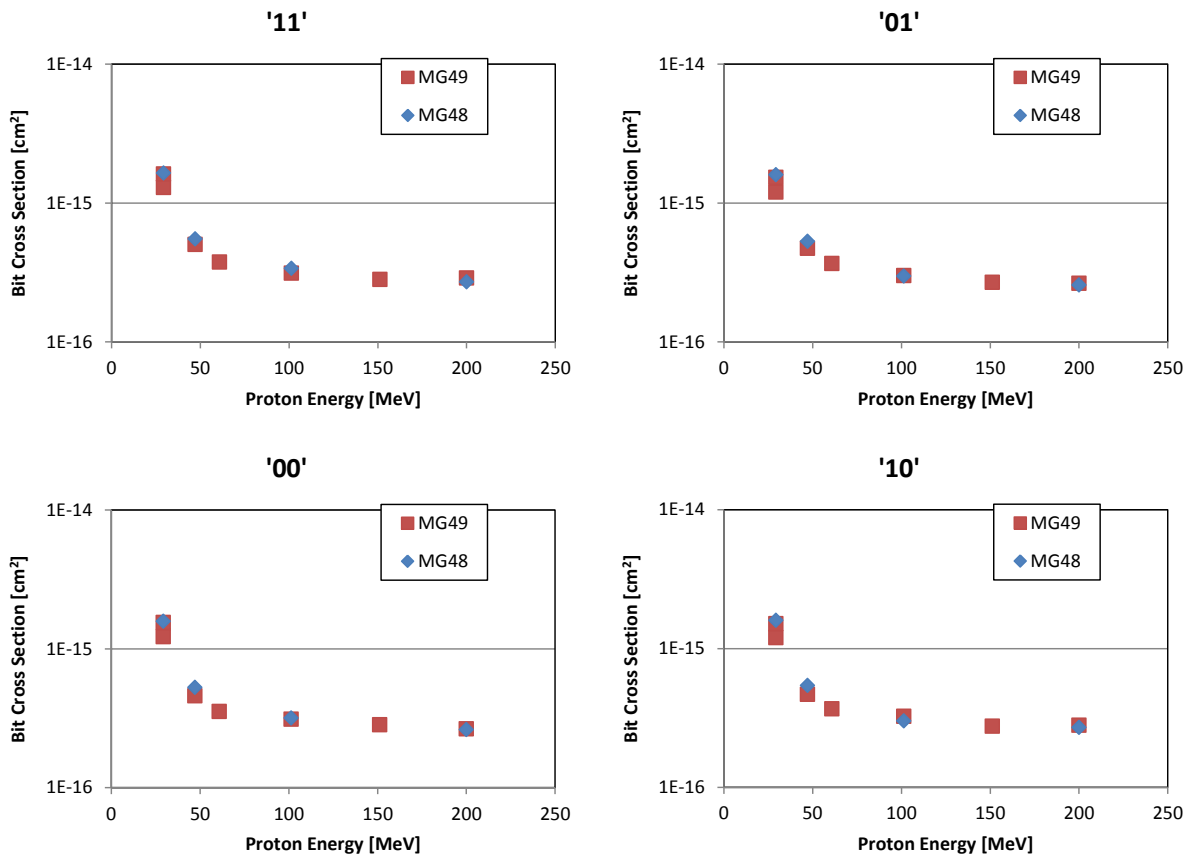 '11'
1E-14
1E-15
1E-16
Bit Cross Section [cm²]
MG49
MG48
0 50 100 150 200 250
Proton Energy [MeV]
'01'
1E-14
1E-15
1E-16
Bit Cross Section [cm²]
MG49
MG48
0 50 100 150 200 250
Proton Energy [MeV]
'00'
1E-14
1E-15
1E-16
Bit Cross Section [cm²]
MG49
MG48
0 50 100 150 200 250
Proton Energy [MeV]
'10'
1E-14
1E-15
1E-16
Bit Cross Section [cm²]
MG49
MG48
0 50 100 150 200 250
Proton Energy [MeV]